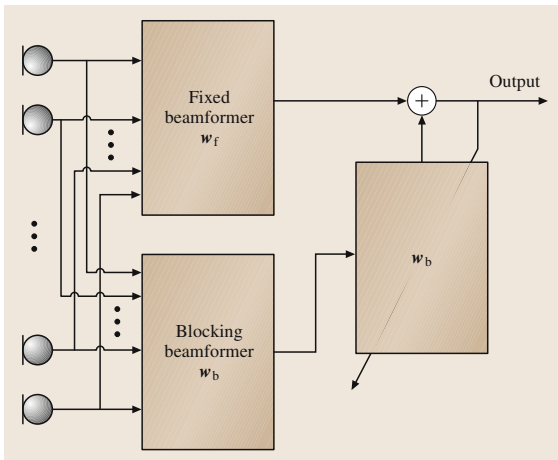 Fixed
beamformer
w_f
Output
w_b
Blocking
beamformer
w_b